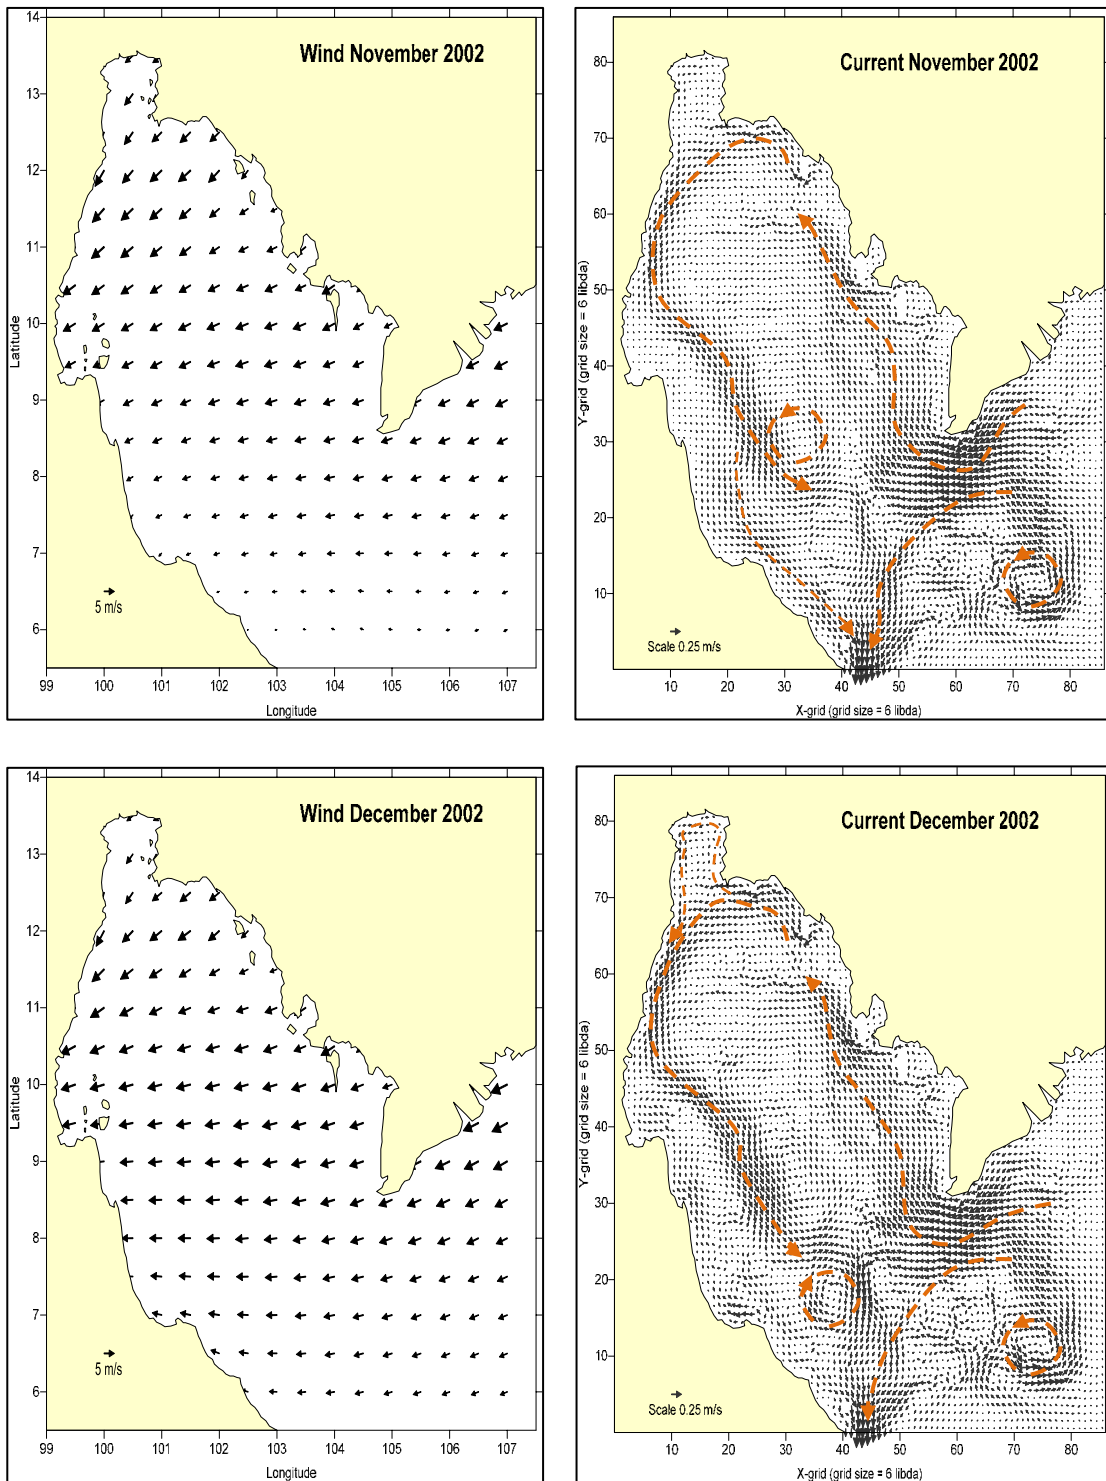 Wind November 2002
14
13
12
11
10
9
8
7
6
Latitude
5 m/s
99 100 101 102 103 104 105 106 107
Longitude
Current November 2002
80
70
60
50
40
30
20
10
Y-grid (grid size = 6 libda)
Scale 0.25 m/s
10 20 30 40 50 60 70 80
X-grid (grid size = 6 libda)
Wind December 2002
14
13
12
11
10
9
8
7
6
Latitude
5 m/s
99 100 101 102 103 104 105 106 107
Longitude
Current December 2002
80
70
60
50
40
30
20
10
Y-grid (grid size = 6 libda)
Scale 0.25 m/s
10 20 30 40 50 60 70 80
X-grid (grid size = 6 libda)